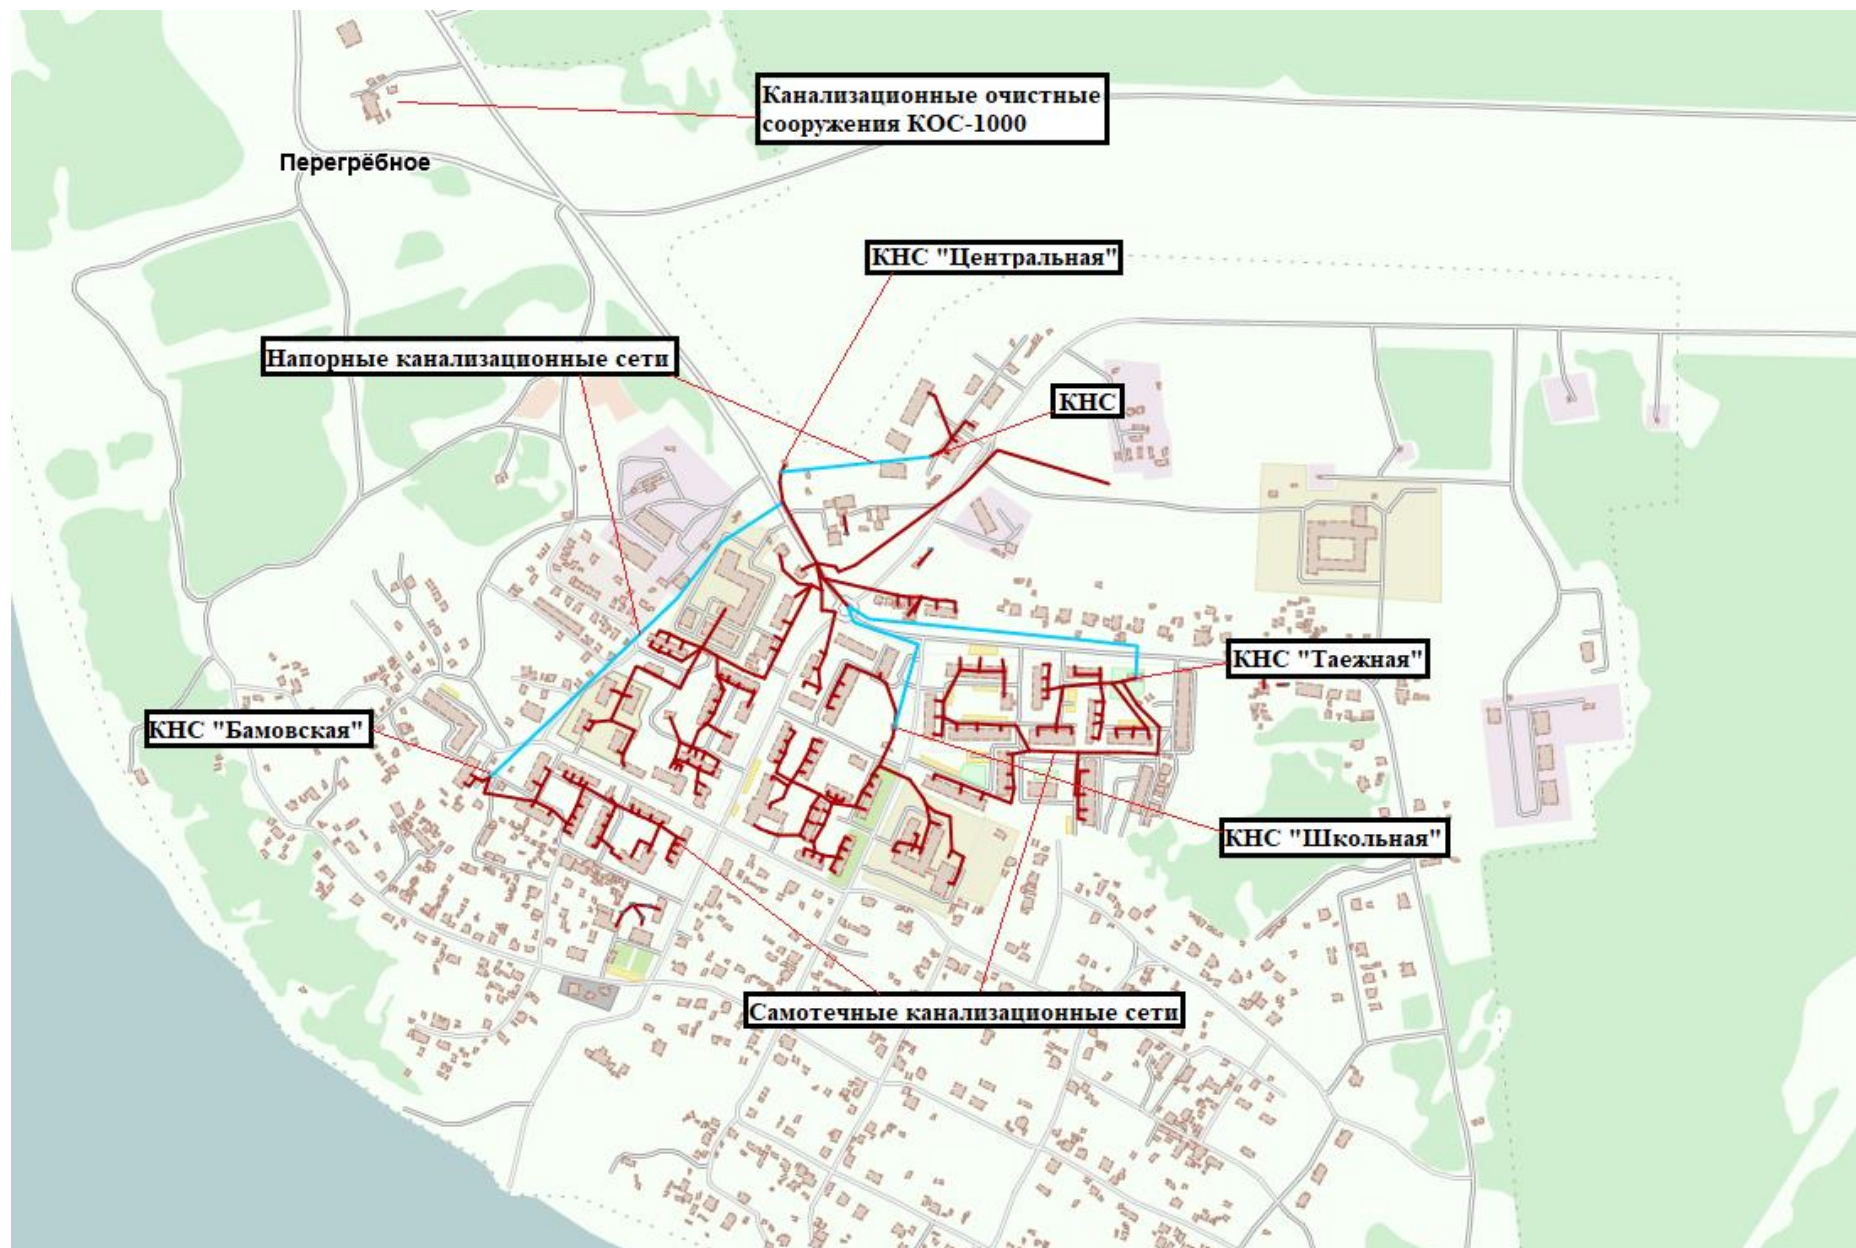 Канализационные очистные
сооружения КОС-1000
Перегрёбное
КНС "Центральная"
Напорные канализационные сети
КНС
КНС "Таежная"
КНС "Бамовская"
КНС "Школьная"
Самотечные канализационные сети